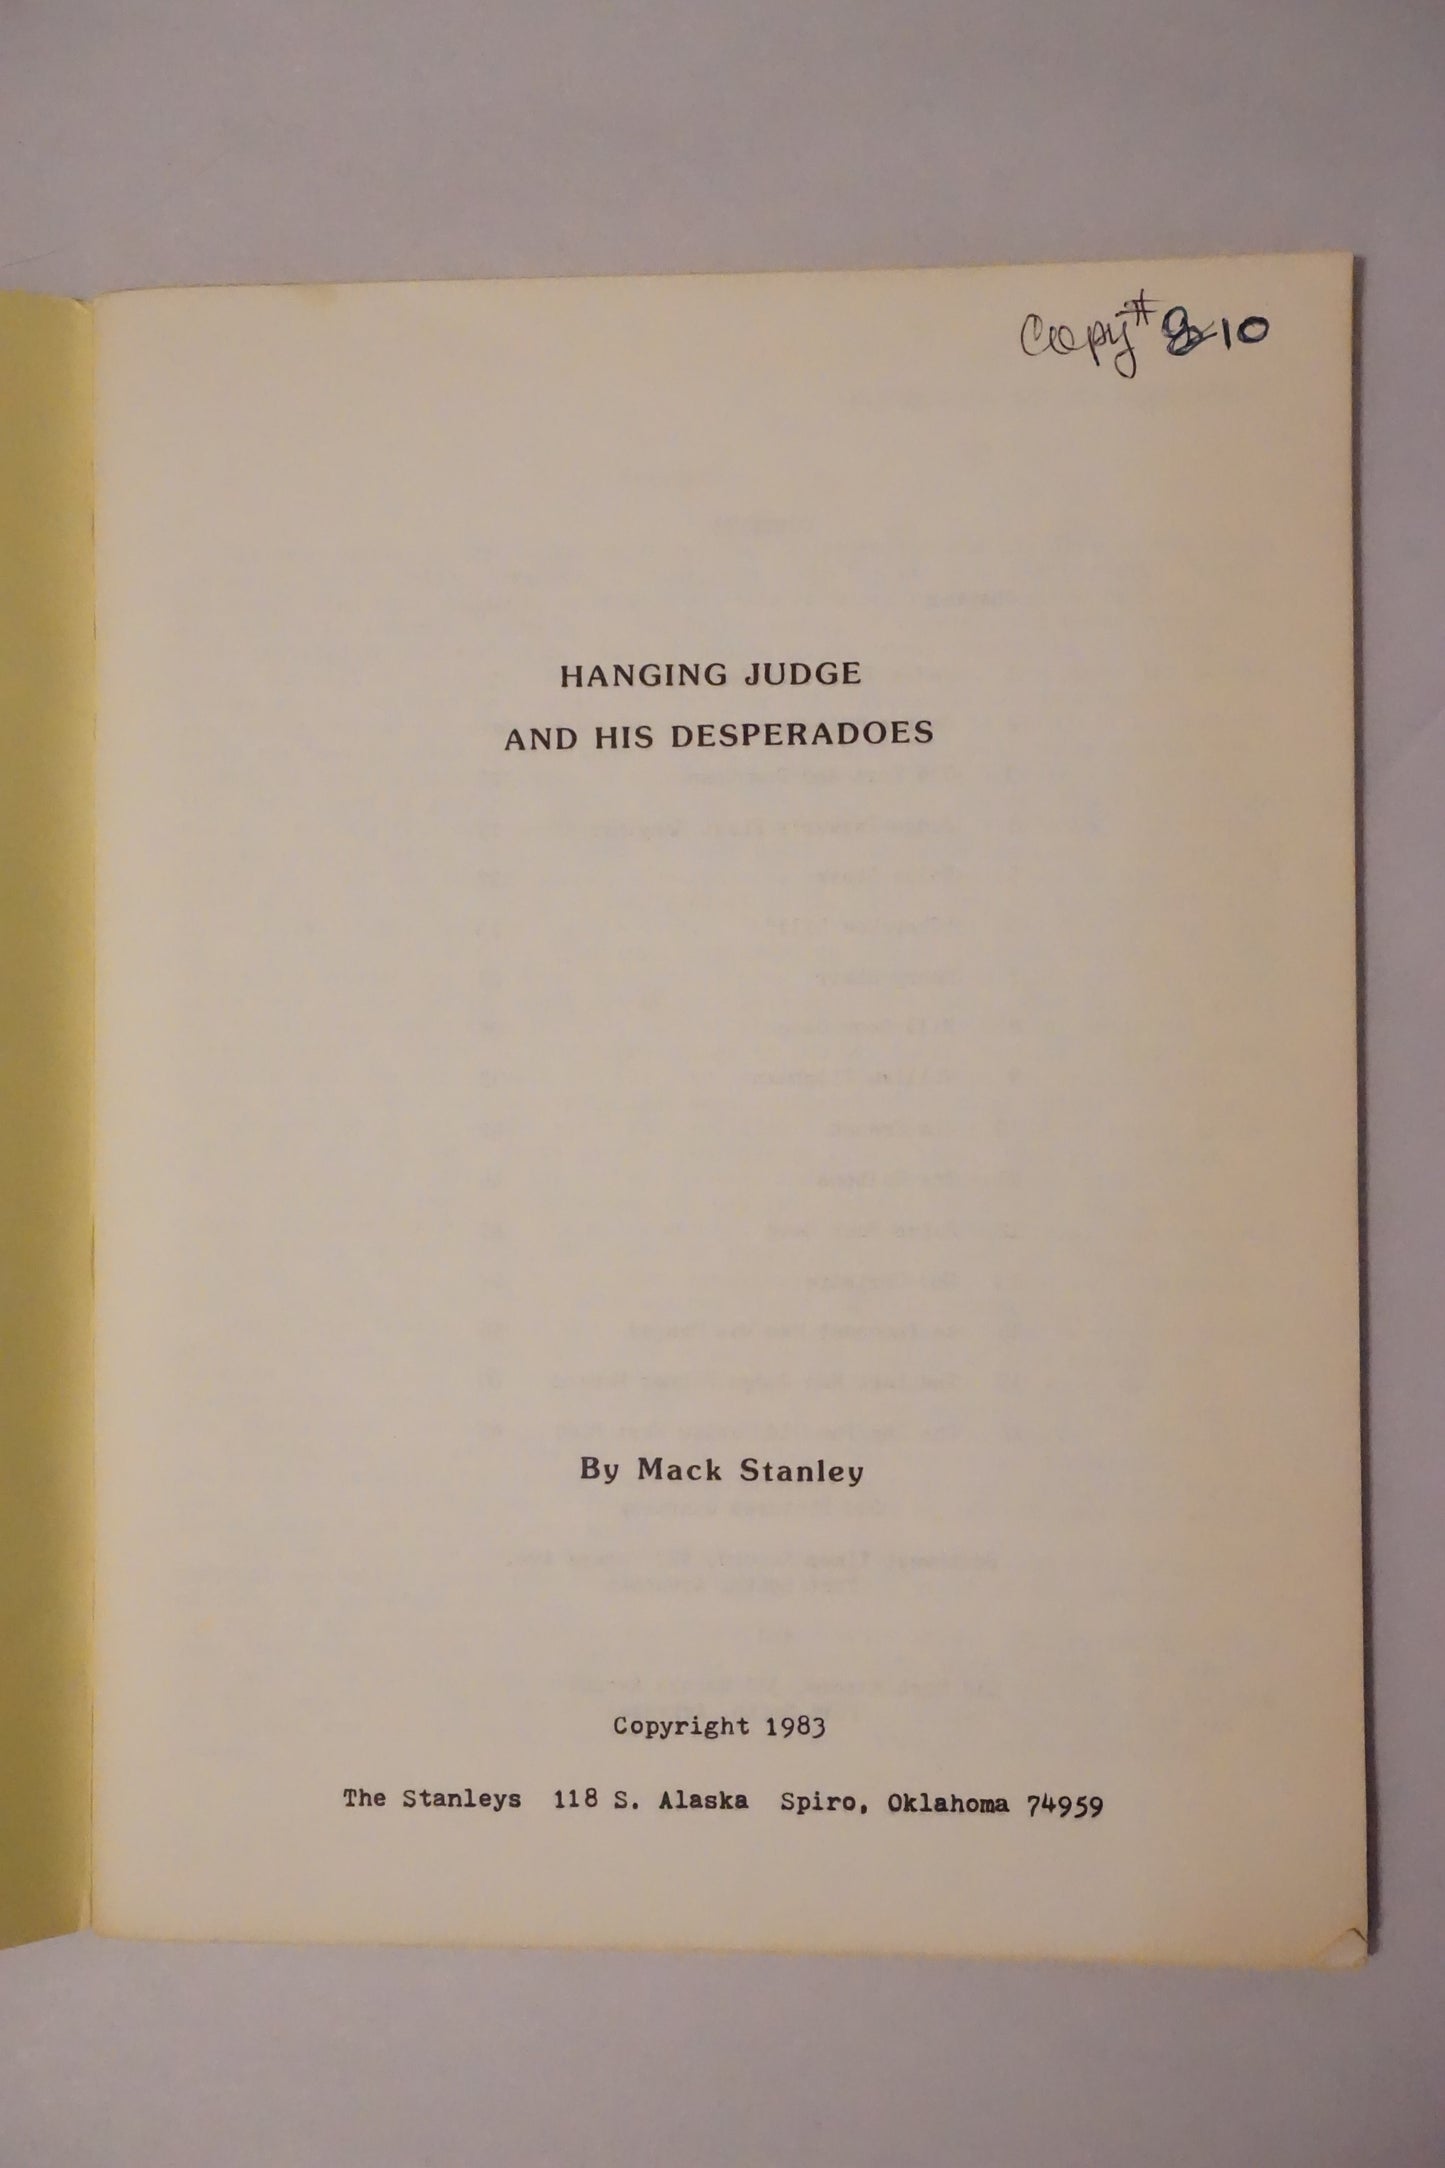 Copy # 10
HANGING JUDGE
AND HIS DESPERADOES
By Mack Stanley
Copyright 1983
The Stanleys 118 S. Alaska Spiro, Oklahoma 74959